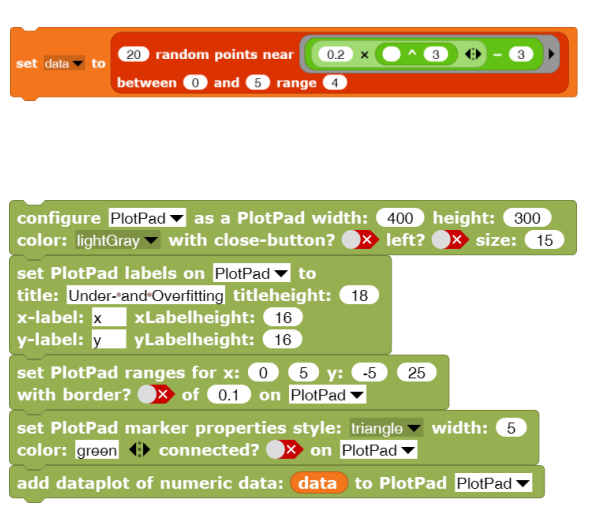 20 random points near 0.2 × ^ 3 - 3
set data to
between 0 and 5 range 4
configure PlotPad as a PlotPad width: 400 height: 300
color: lightGray with close-button? left? size: 15
set PlotPad labels on PlotPad to
title: Under-•and•Overfitting titleheight: 18
x-label: x xLabelheight: 16
y-label: y yLabelheight: 16
set PlotPad ranges for x: 0 5 y: -5 25
with border? of 0.1 on PlotPad
set PlotPad marker properties style: triangle width: 5
color: green connected? on PlotPad
add dataplot of numeric data: data to PlotPad PlotPad